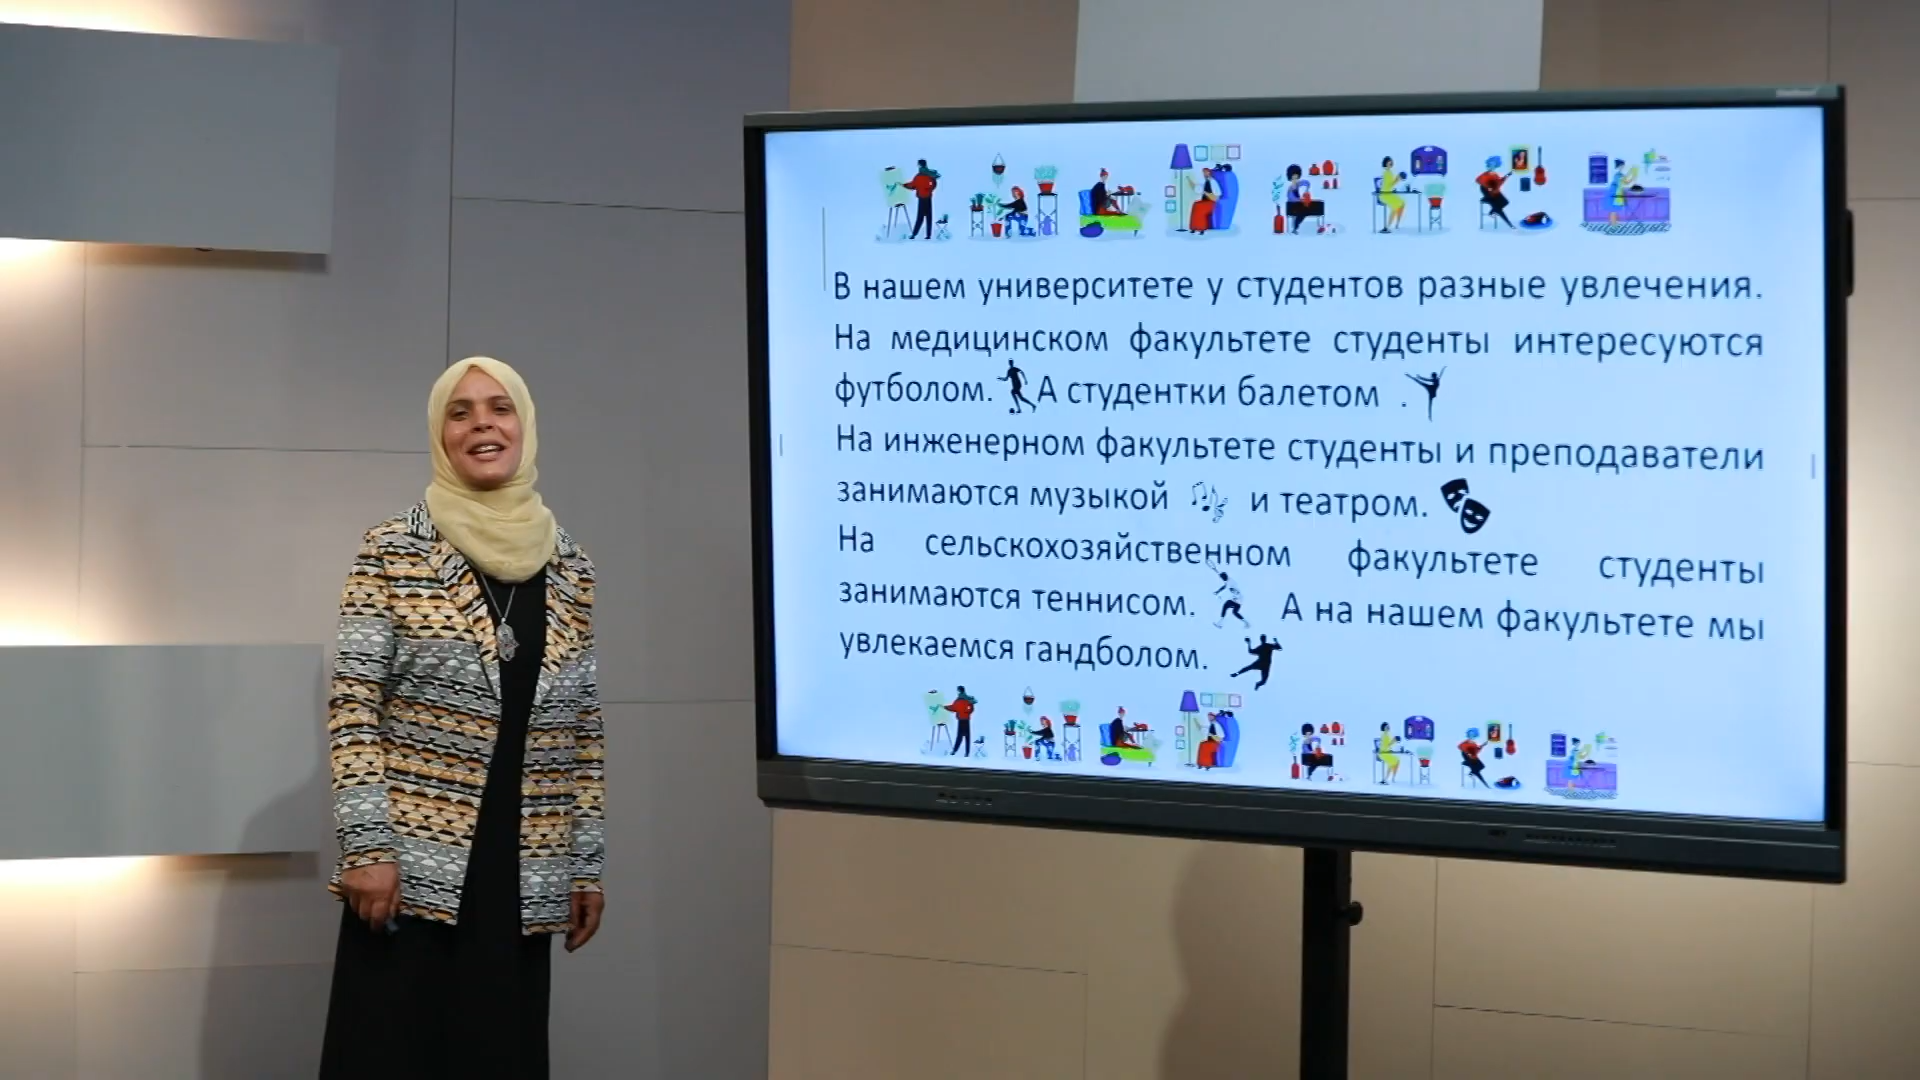 В нашем университете у студентов разные увлечения.
На медицинском факультете студенты интересуются
футболом. А студентки балетом .
На инженерном факультете студенты и преподаватели
занимаются музыкой и театром.
На сельскохозяйственном факультете студенты
занимаются теннисом. А на нашем факультете мы
увлекаемся гандболом.